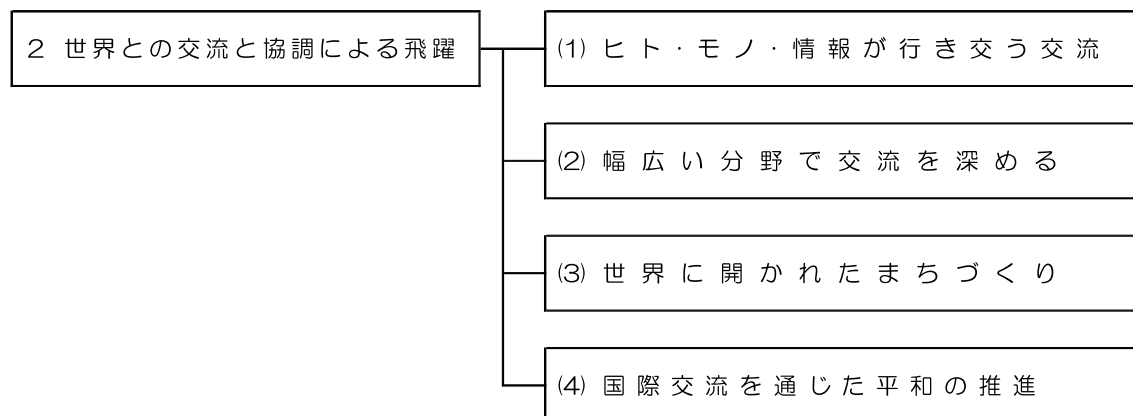 2 世界との交流と協調による飛躍
(1) ヒト・モノ・情報が行き交う交流
(2) 幅広い分野で交流を深める
(3) 世界に開かれたまちづくり
(4) 国際交流を通じた平和の推進